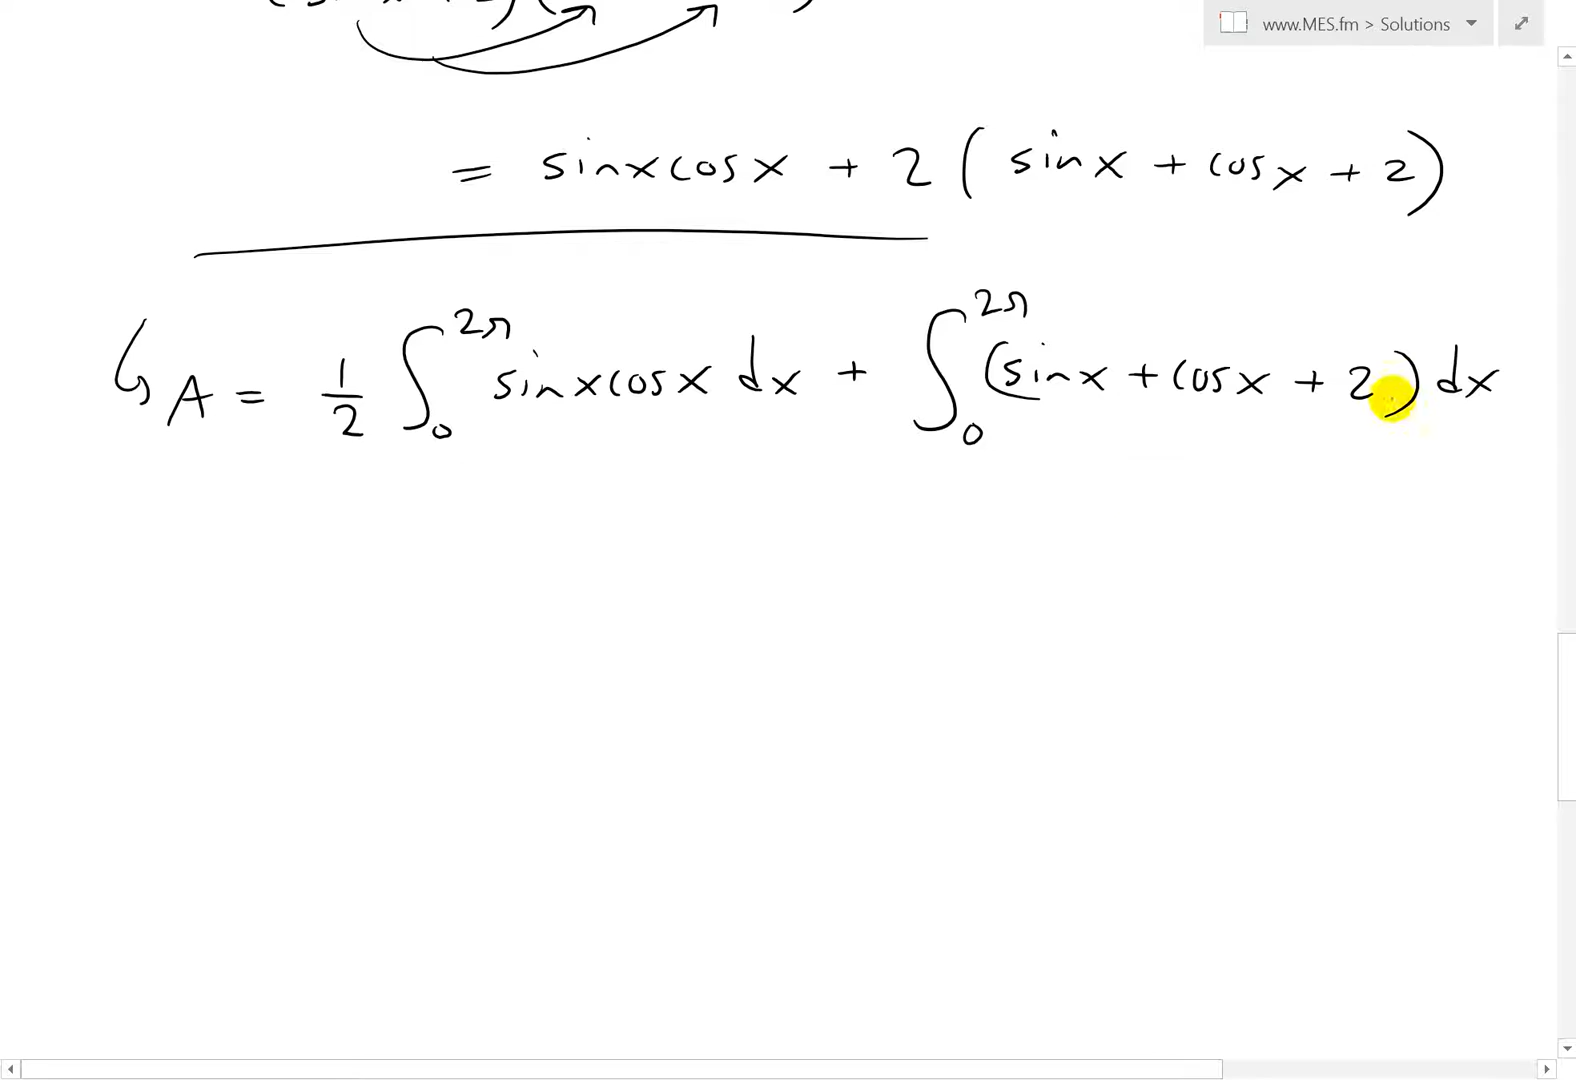 www.MES.fm > Solutions
= sinxcosx + 2 ( sinx + cosx + 2 )
A = 1/2 ∫₀^2π sinxcosx dx + ∫₀^2π (sinx + cosx + 2) dx